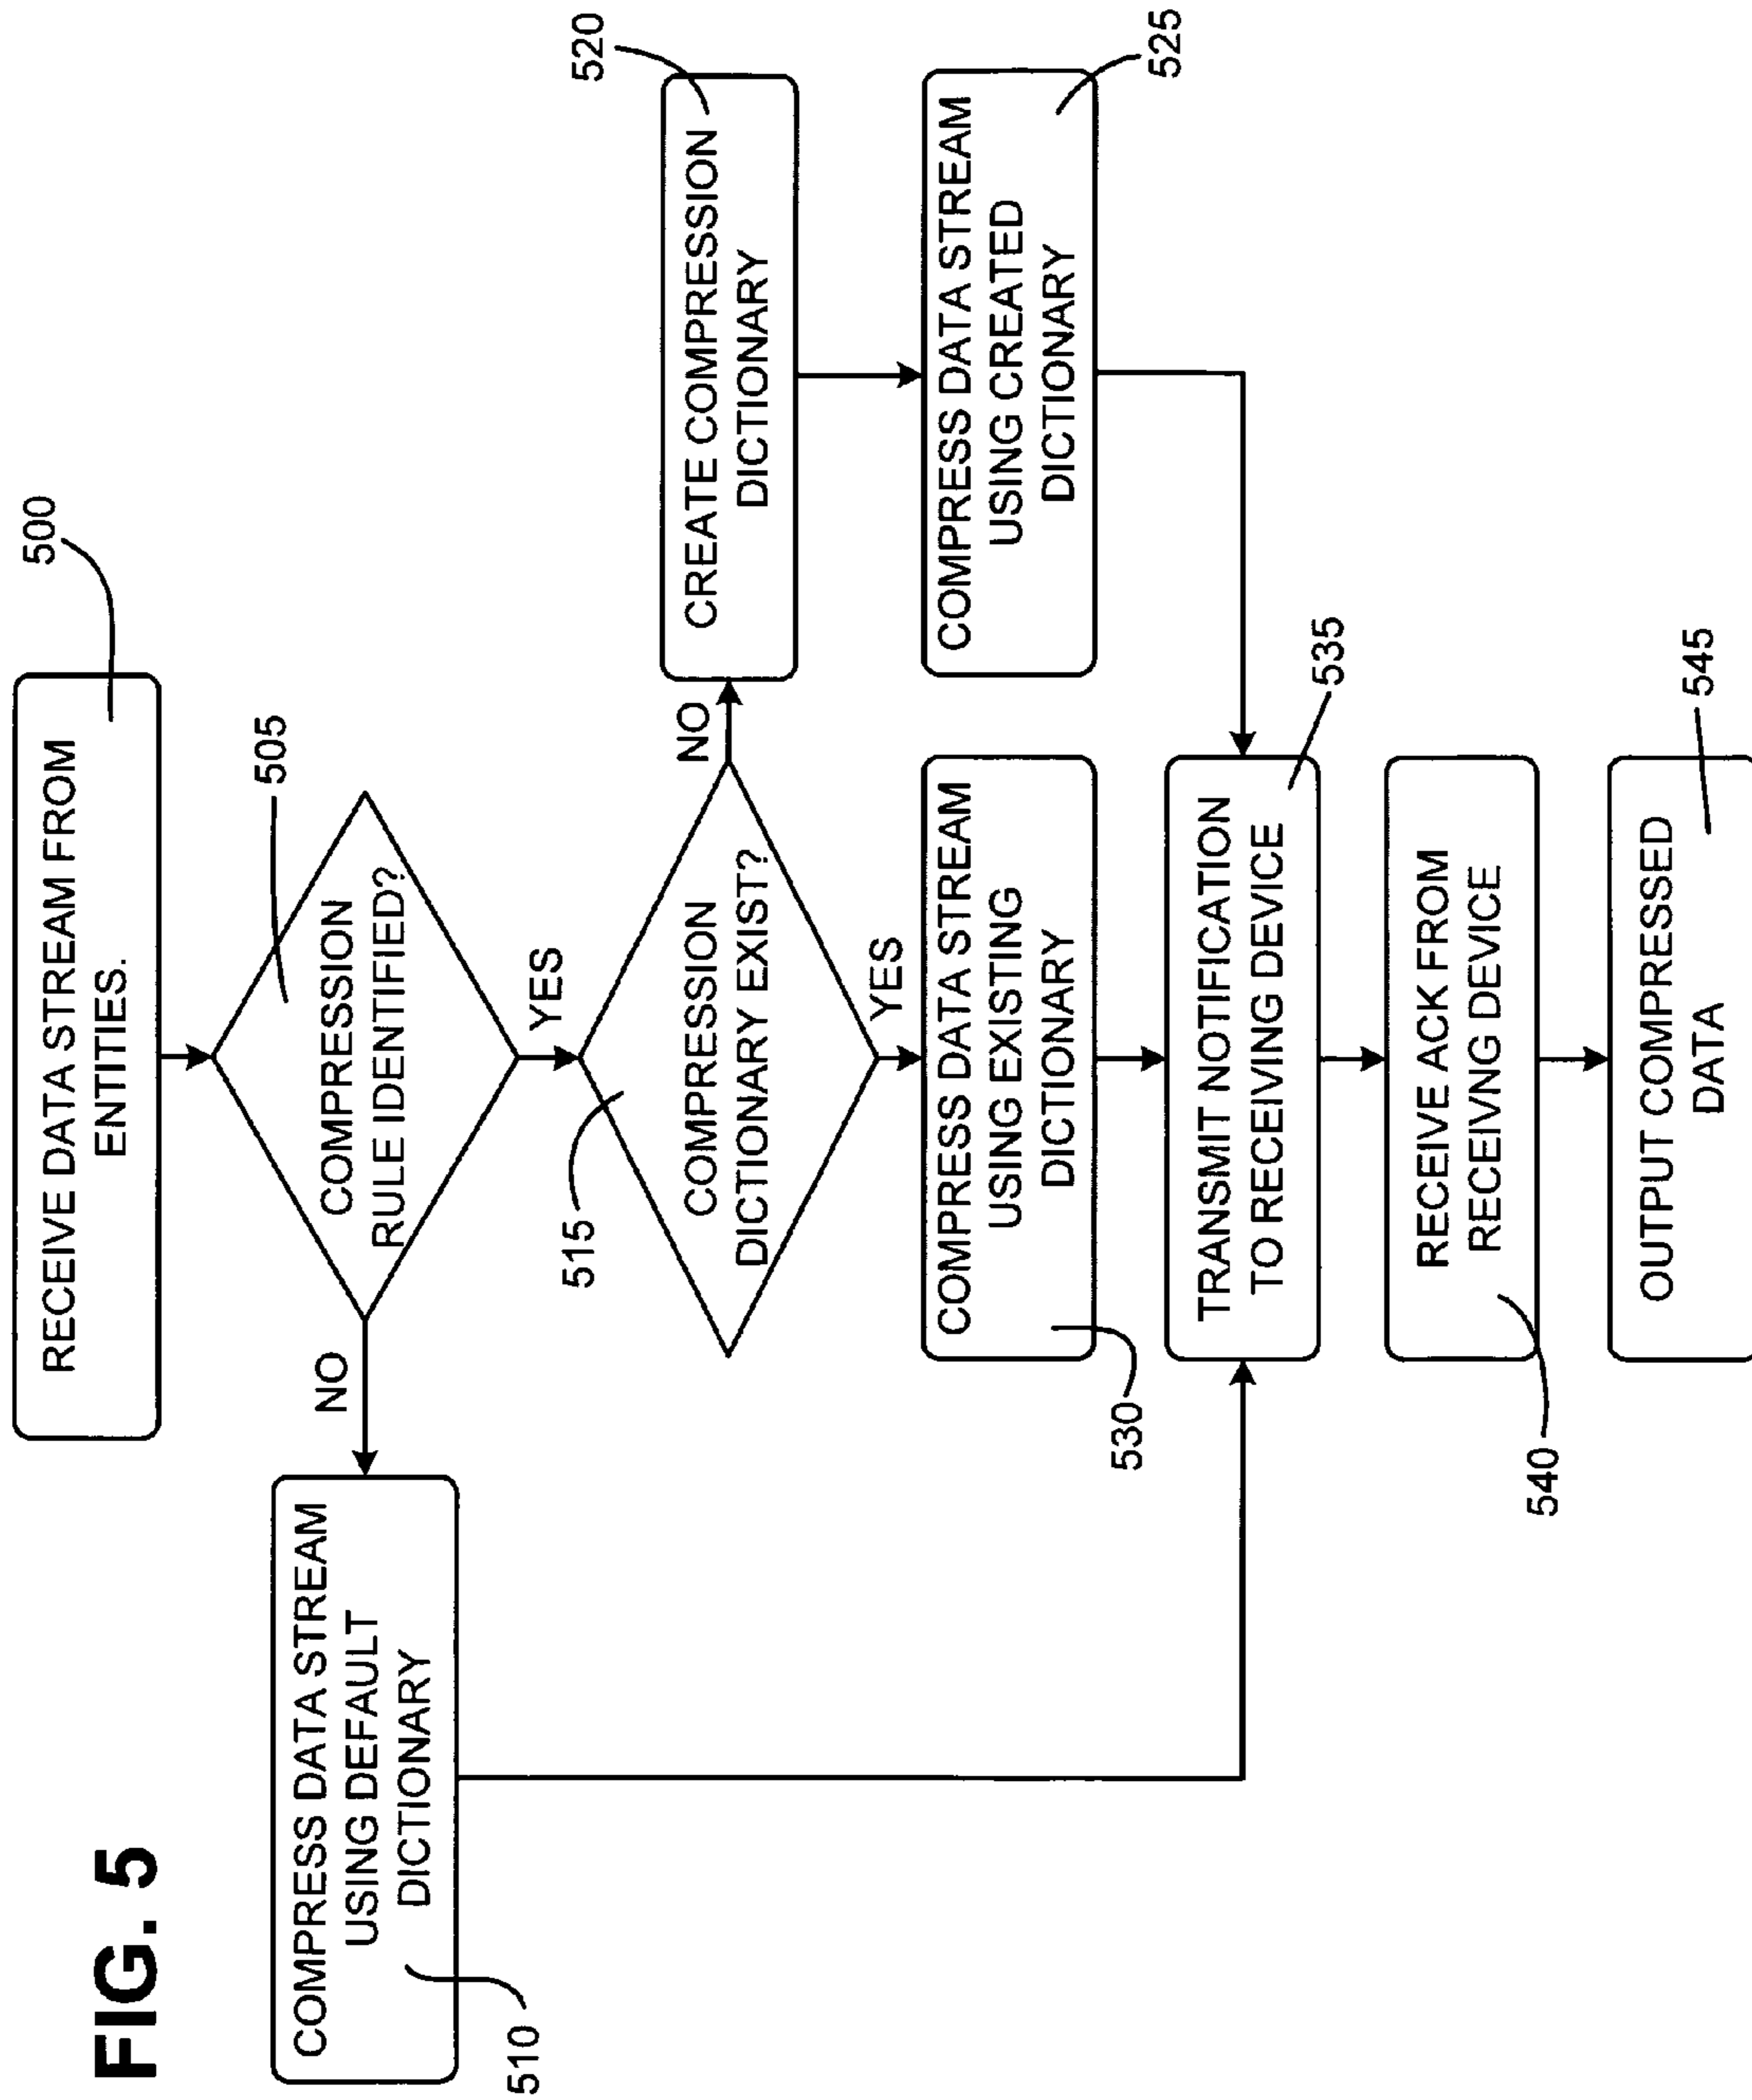 FIG. 5
RECEIVE DATA STREAM FROM
ENTITIES.
500
505
COMPRESSION
RULE IDENTIFIED?
NO
YES
COMPRESS DATA STREAM
USING DEFAULT
DICTIONARY
510
515
COMPRESSION
DICTIONARY EXIST?
NO
YES
CREATE COMPRESSION
DICTIONARY
520
COMPRESS DATA STREAM
USING CREATED
DICTIONARY
525
COMPRESS DATA STREAM
USING EXISTING
DICTIONARY
530
TRANSMIT NOTIFICATION
TO RECEIVING DEVICE
535
RECEIVE ACK FROM
RECEIVNG DEVICE
540
OUTPUT COMPRESSED
DATA
545